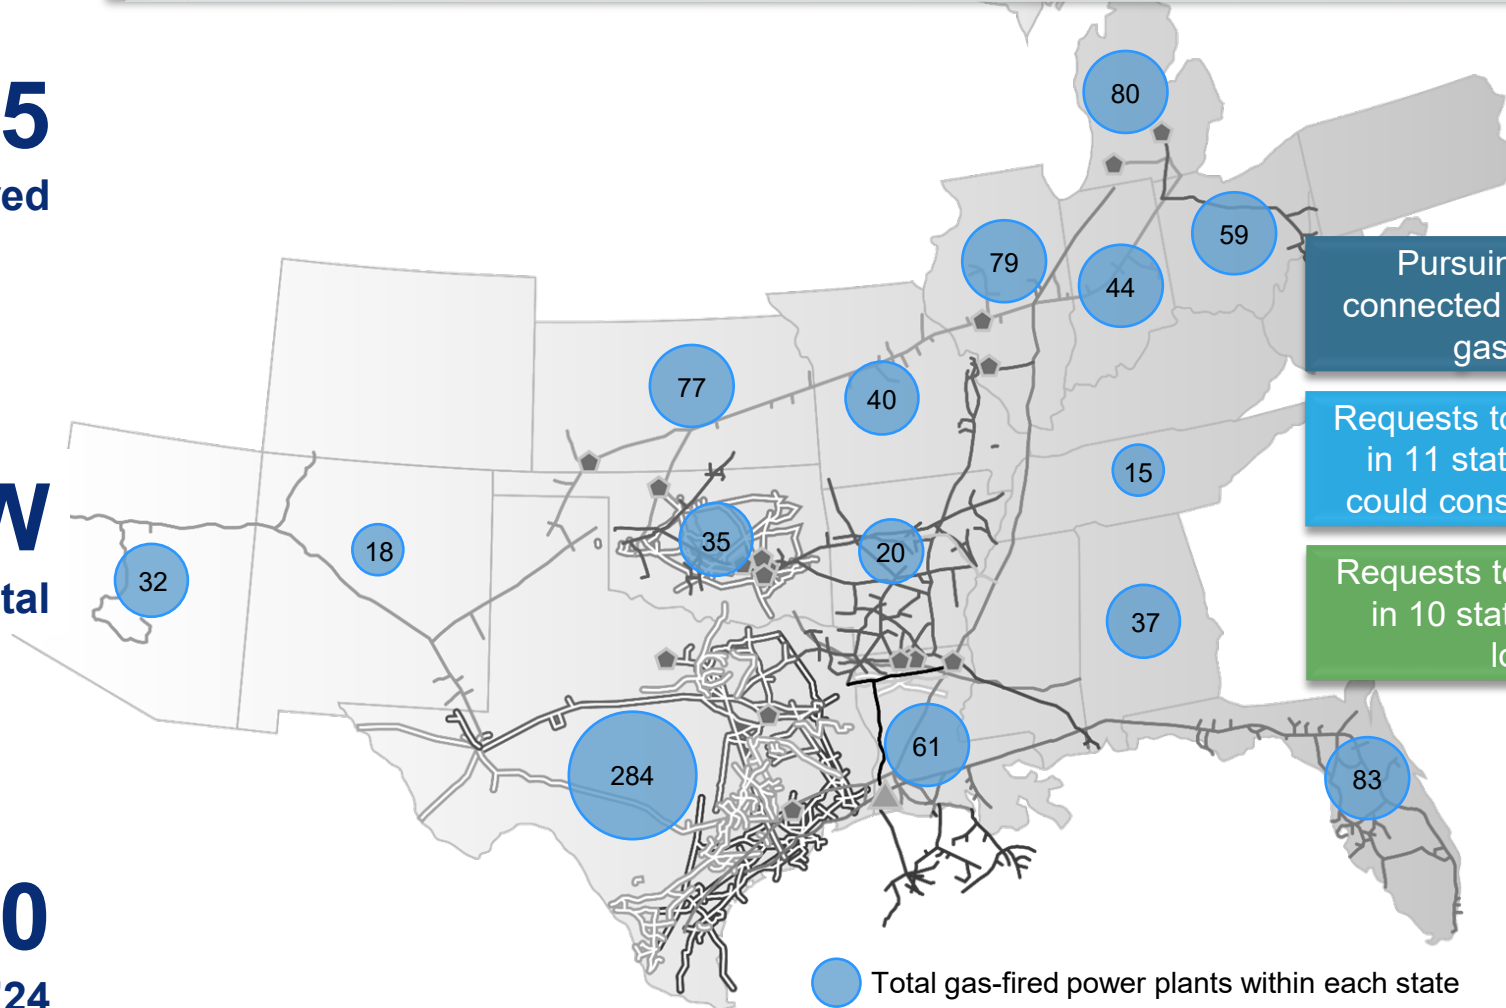 5
ed
W
tal
0
'24
80
59
79
44
77
40
15
35
20
18
32
37
61
284
83
Pursuin
connected
gas
Requests to
in 11 stat
could cons
Requests to
in 10 stat
lo
Total gas-fired power plants within each state